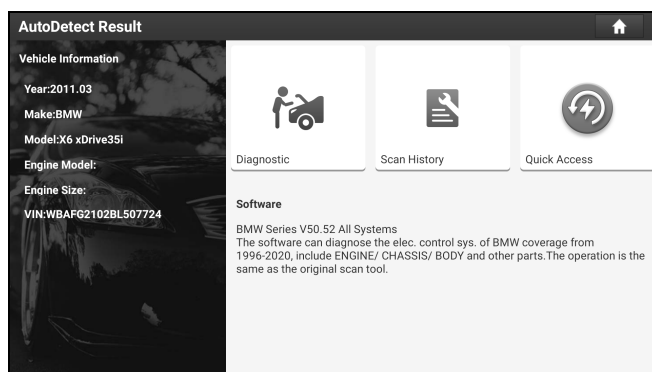 AutoDetect Result
Vehicle Information
Year:2011.03
Make:BMW
Model:X6 xDrive35i
Engine Model:
Engine Size:
VIN:WBAFG2102BL507724
Diagnostic
Scan History
Quick Access
Software
BMW Series V50.52 All Systems
The software can diagnose the elec. control sys. of BMW coverage from
1996-2020, include ENGINE/ CHASSIS/ BODY and other parts.The operation is the
same as the original scan tool.